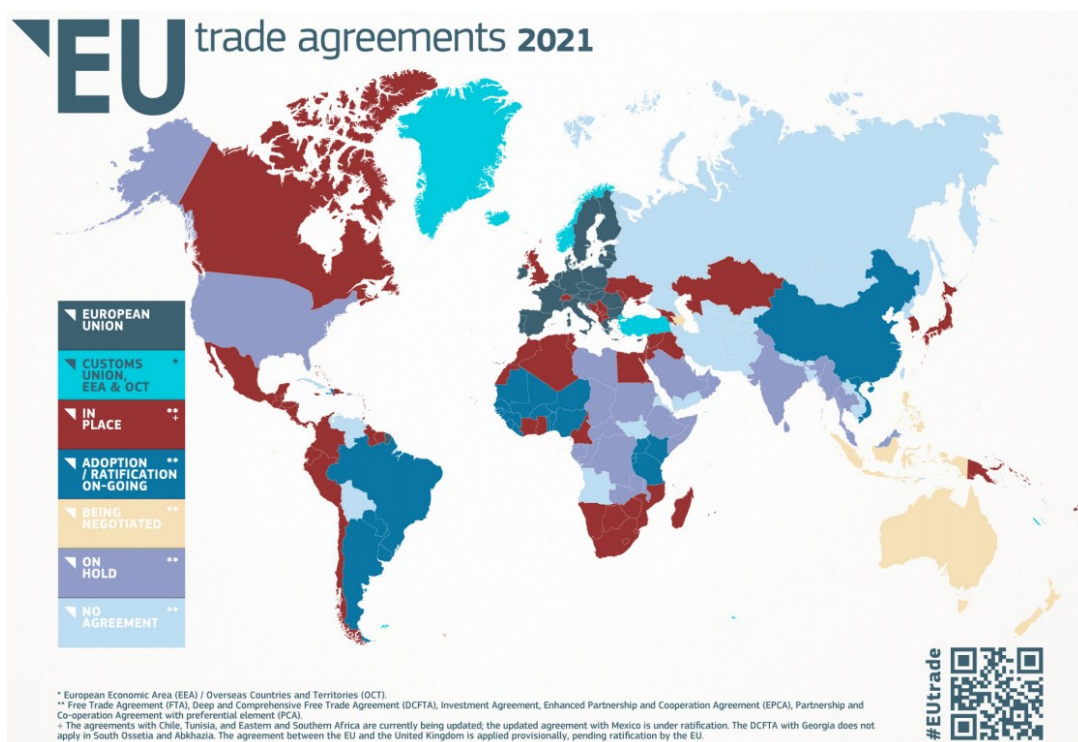 EU trade agreements 2021
EUROPEAN
UNION
CUSTOMS *
UNION,
EEA & OCT
IN **
PLACE +
ADOPTION **
/ RATIFICATION
ON-GOING
BEING
NEGOTIATED **
ON **
HOLD
NO **
AGREEMENT
* European Economic Area (EEA) / Overseas Countries and Territories (OCT).
** Free Trade Agreement (FTA), Deep and Comprehensive Free Trade Agreement (DCFTA), Investment Agreement, Enhanced Partnership and Cooperation Agreement (EPCA), Partnership and
Co-operation Agreement with preferential element (PCA).
+ The agreements with Chile, Tunisia, and Eastern and Southern Africa are currently being updated; the updated agreement with Mexico is under ratification. The DCFTA with Georgia does not
apply in South Ossetia and Abkhazia. The agreement between the EU and the United Kingdom is applied provisionally, pending ratification by the EU.
#EUtrade